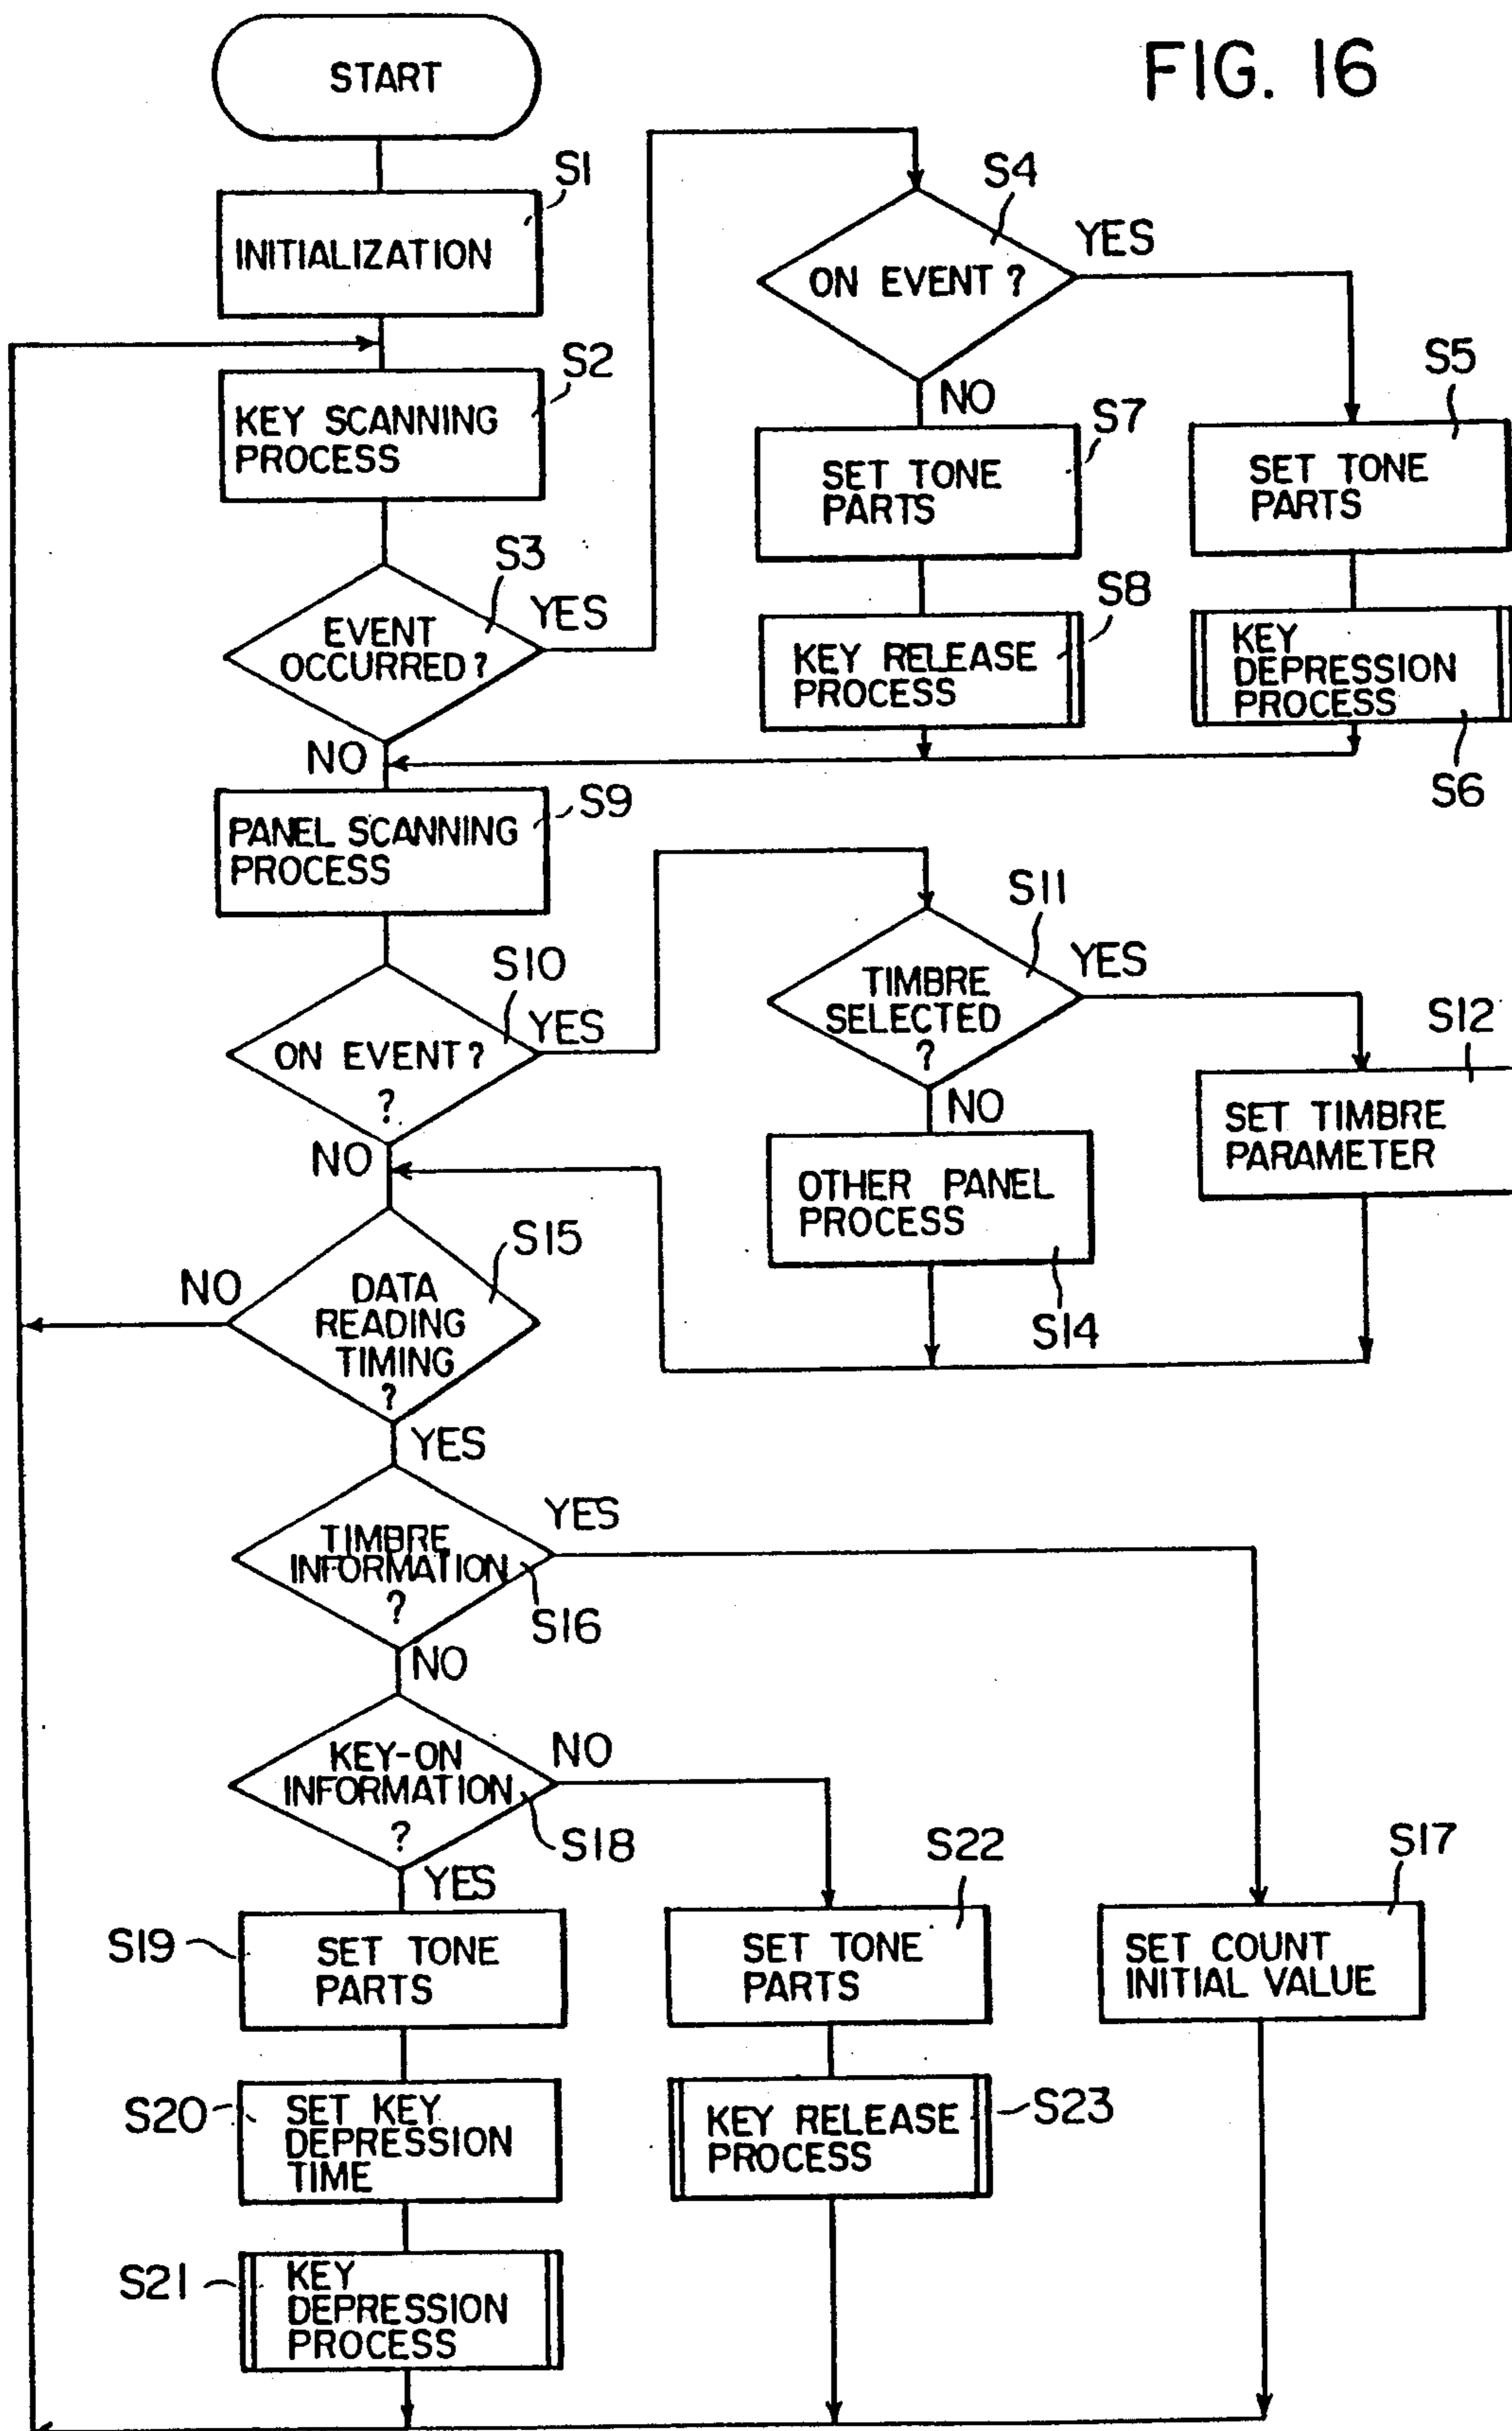 FIG. 16
START
S1
INITIALIZATION
S2
KEY SCANNING
PROCESS
S3
EVENT
OCCURRED?
YES
NO
S4
ON EVENT?
YES
NO
S5
SET TONE
PARTS
S7
SET TONE
PARTS
S8
KEY RELEASE
PROCESS
KEY
DEPRESSION
PROCESS
S6
S9
PANEL SCANNING
PROCESS
S10
ON EVENT?
?
YES
NO
S11
TIMBRE
SELECTED
?
YES
NO
S12
SET TIMBRE
PARAMETER
OTHER PANEL
PROCESS
S14
S15
DATA
READING
TIMING
?
NO
YES
TIMBRE
INFORMATION
?
YES
S16
NO
KEY-ON
INFORMATION
?
NO
S18
YES
S19
SET TONE
PARTS
S22
SET TONE
PARTS
S17
SET COUNT
INITIAL VALUE
S20
SET KEY
DEPRESSION
TIME
KEY RELEASE
PROCESS
S23
S21
KEY
DEPRESSION
PROCESS